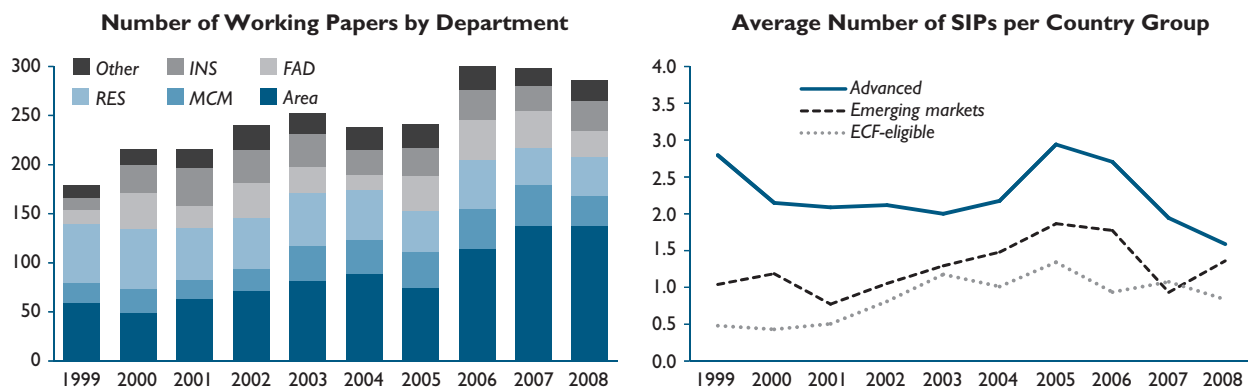 Number of Working Papers by Department
300
250
200
150
100
50
0
Other INS FAD
RES MCM Area
1999 2000 2001 2002 2003 2004 2005 2006 2007 2008
Average Number of SIPs per Country Group
4.0
3.5
3.0
2.5
2.0
1.5
1.0
0.5
0.0
Advanced
Emerging markets
ECF-eligible
1999 2000 2001 2002 2003 2004 2005 2006 2007 2008